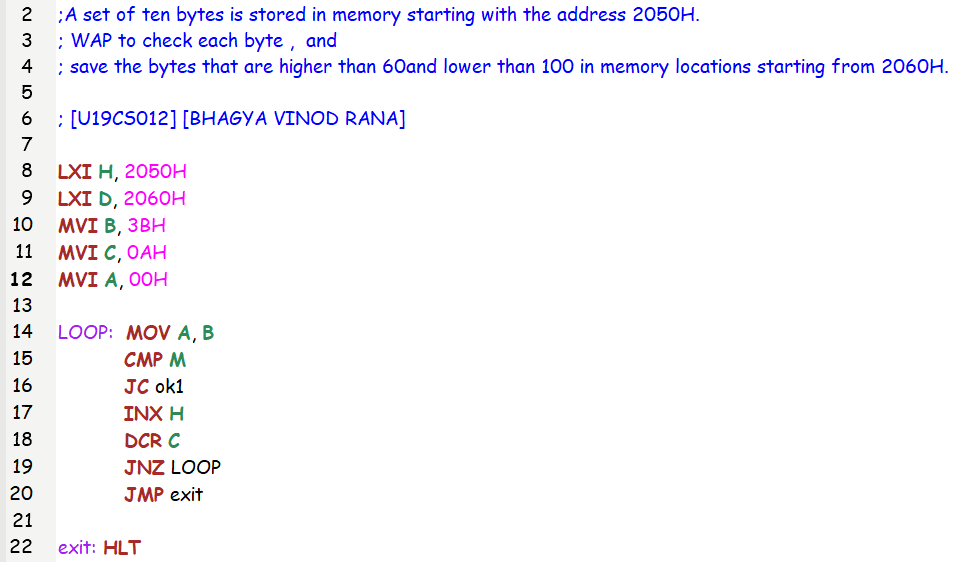 2 ;A set of ten bytes is stored in memory starting with the address 2050H.
3 ; WAP to check each byte , and
4 ; save the bytes that are higher than 60and lower than 100 in memory locations starting from 2060H.
5
6 ; [U19CS012] [BHAGYA VINOD RANA]
7
8 LXI H, 2050H
9 LXI D, 2060H
10 MVI B, 3BH
11 MVI C, 0AH
12 MVI A, 00H
13
14 LOOP: MOV A, B
15 CMP M
16 JC ok1
17 INX H
18 DCR C
19 JNZ LOOP
20 JMP exit
21
22 exit: HLT